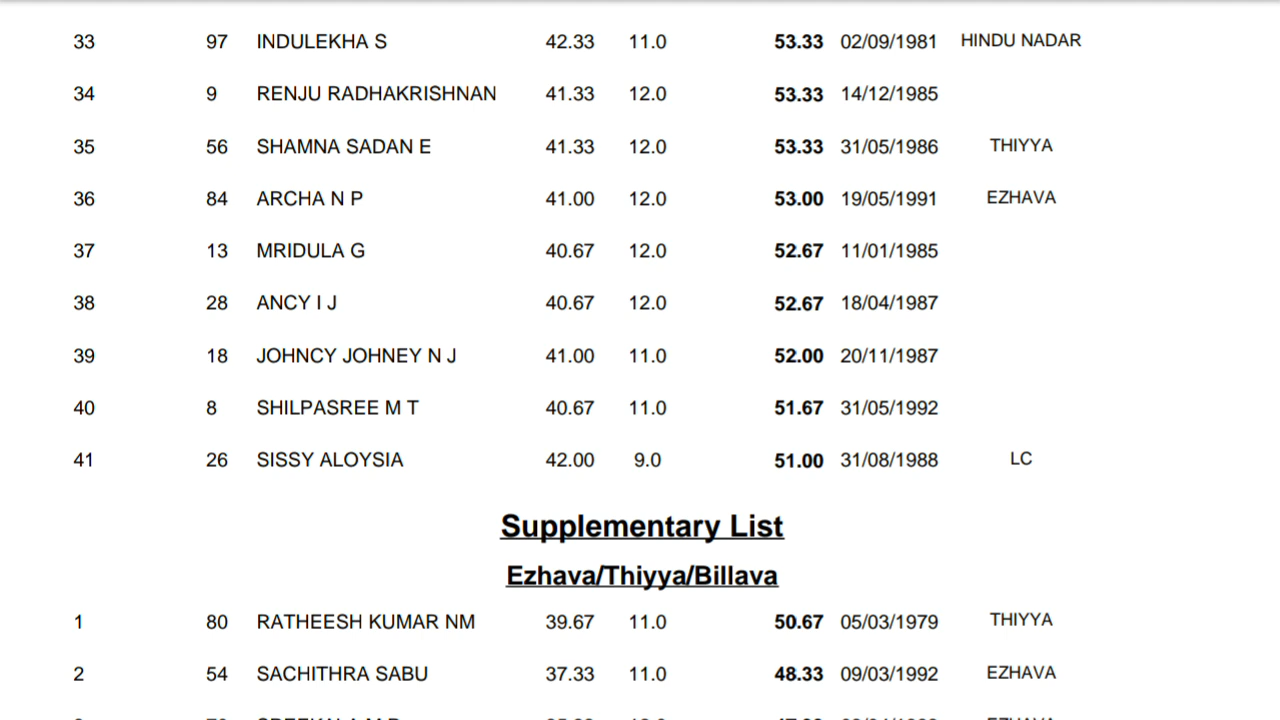 33 97 INDULEKHA S 42.33 11.0 53.33 02/09/1981 HINDU NADAR
34 9 RENJU RADHAKRISHNAN 41.33 12.0 53.33 14/12/1985
35 56 SHAMNA SADAN E 41.33 12.0 53.33 31/05/1986 THIYYA
36 84 ARCHA N P 41.00 12.0 53.00 19/05/1991 EZHAVA
37 13 MRIDULA G 40.67 12.0 52.67 11/01/1985
38 28 ANCY I J 40.67 12.0 52.67 18/04/1987
39 18 JOHNCY JOHNEY N J 41.00 11.0 52.00 20/11/1987
40 8 SHILPASREE M T 40.67 11.0 51.67 31/05/1992
41 26 SISSY ALOYSIA 42.00 9.0 51.00 31/08/1988 LC
Supplementary List
Ezhava/Thiyya/Billava
1 80 RATHEESH KUMAR NM 39.67 11.0 50.67 05/03/1979 THIYYA
2 54 SACHITHRA SABU 37.33 11.0 48.33 09/03/1992 EZHAVA
EZHAVA